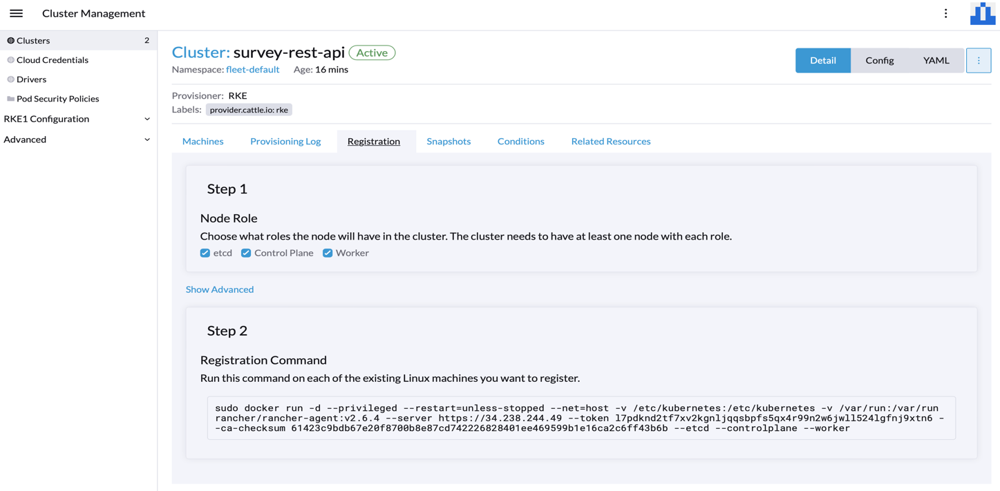 Cluster Management
Clusters 2
Cloud Credentials
Drivers
Pod Security Policies
RKE1 Configuration
Advanced
Cluster: survey-rest-api Active
Namespace: fleet-default Age: 16 mins
Detail Config YAML
Provisioner: RKE
Labels: provider.cattle.io: rke
Machines Provisioning Log Registration Snapshots Conditions Related Resources
Step 1
Node Role
Choose what roles the node will have in the cluster. The cluster needs to have at least one node with each role.
etcd Control Plane Worker
Show Advanced
Step 2
Registration Command
Run this command on each of the existing Linux machines you want to register.
sudo docker run -d --privileged --restart=unless-stopped --net=host -v /etc/kubernetes:/etc/kubernetes -v /var/run:/var/run
rancher/rancher-agent:v2.6.4 --server https://34.238.244.49 --token l7pdknd2tf7xv2kgnljqqsbpfs5qx4r99n2w6jwll524lgfnj9xtn6 -
-ca-checksum 61423c9bdb67e20f8700b8e87cd742226828401ee469599b1e16ca2c6ff43b6b --etcd --controlplane --worker